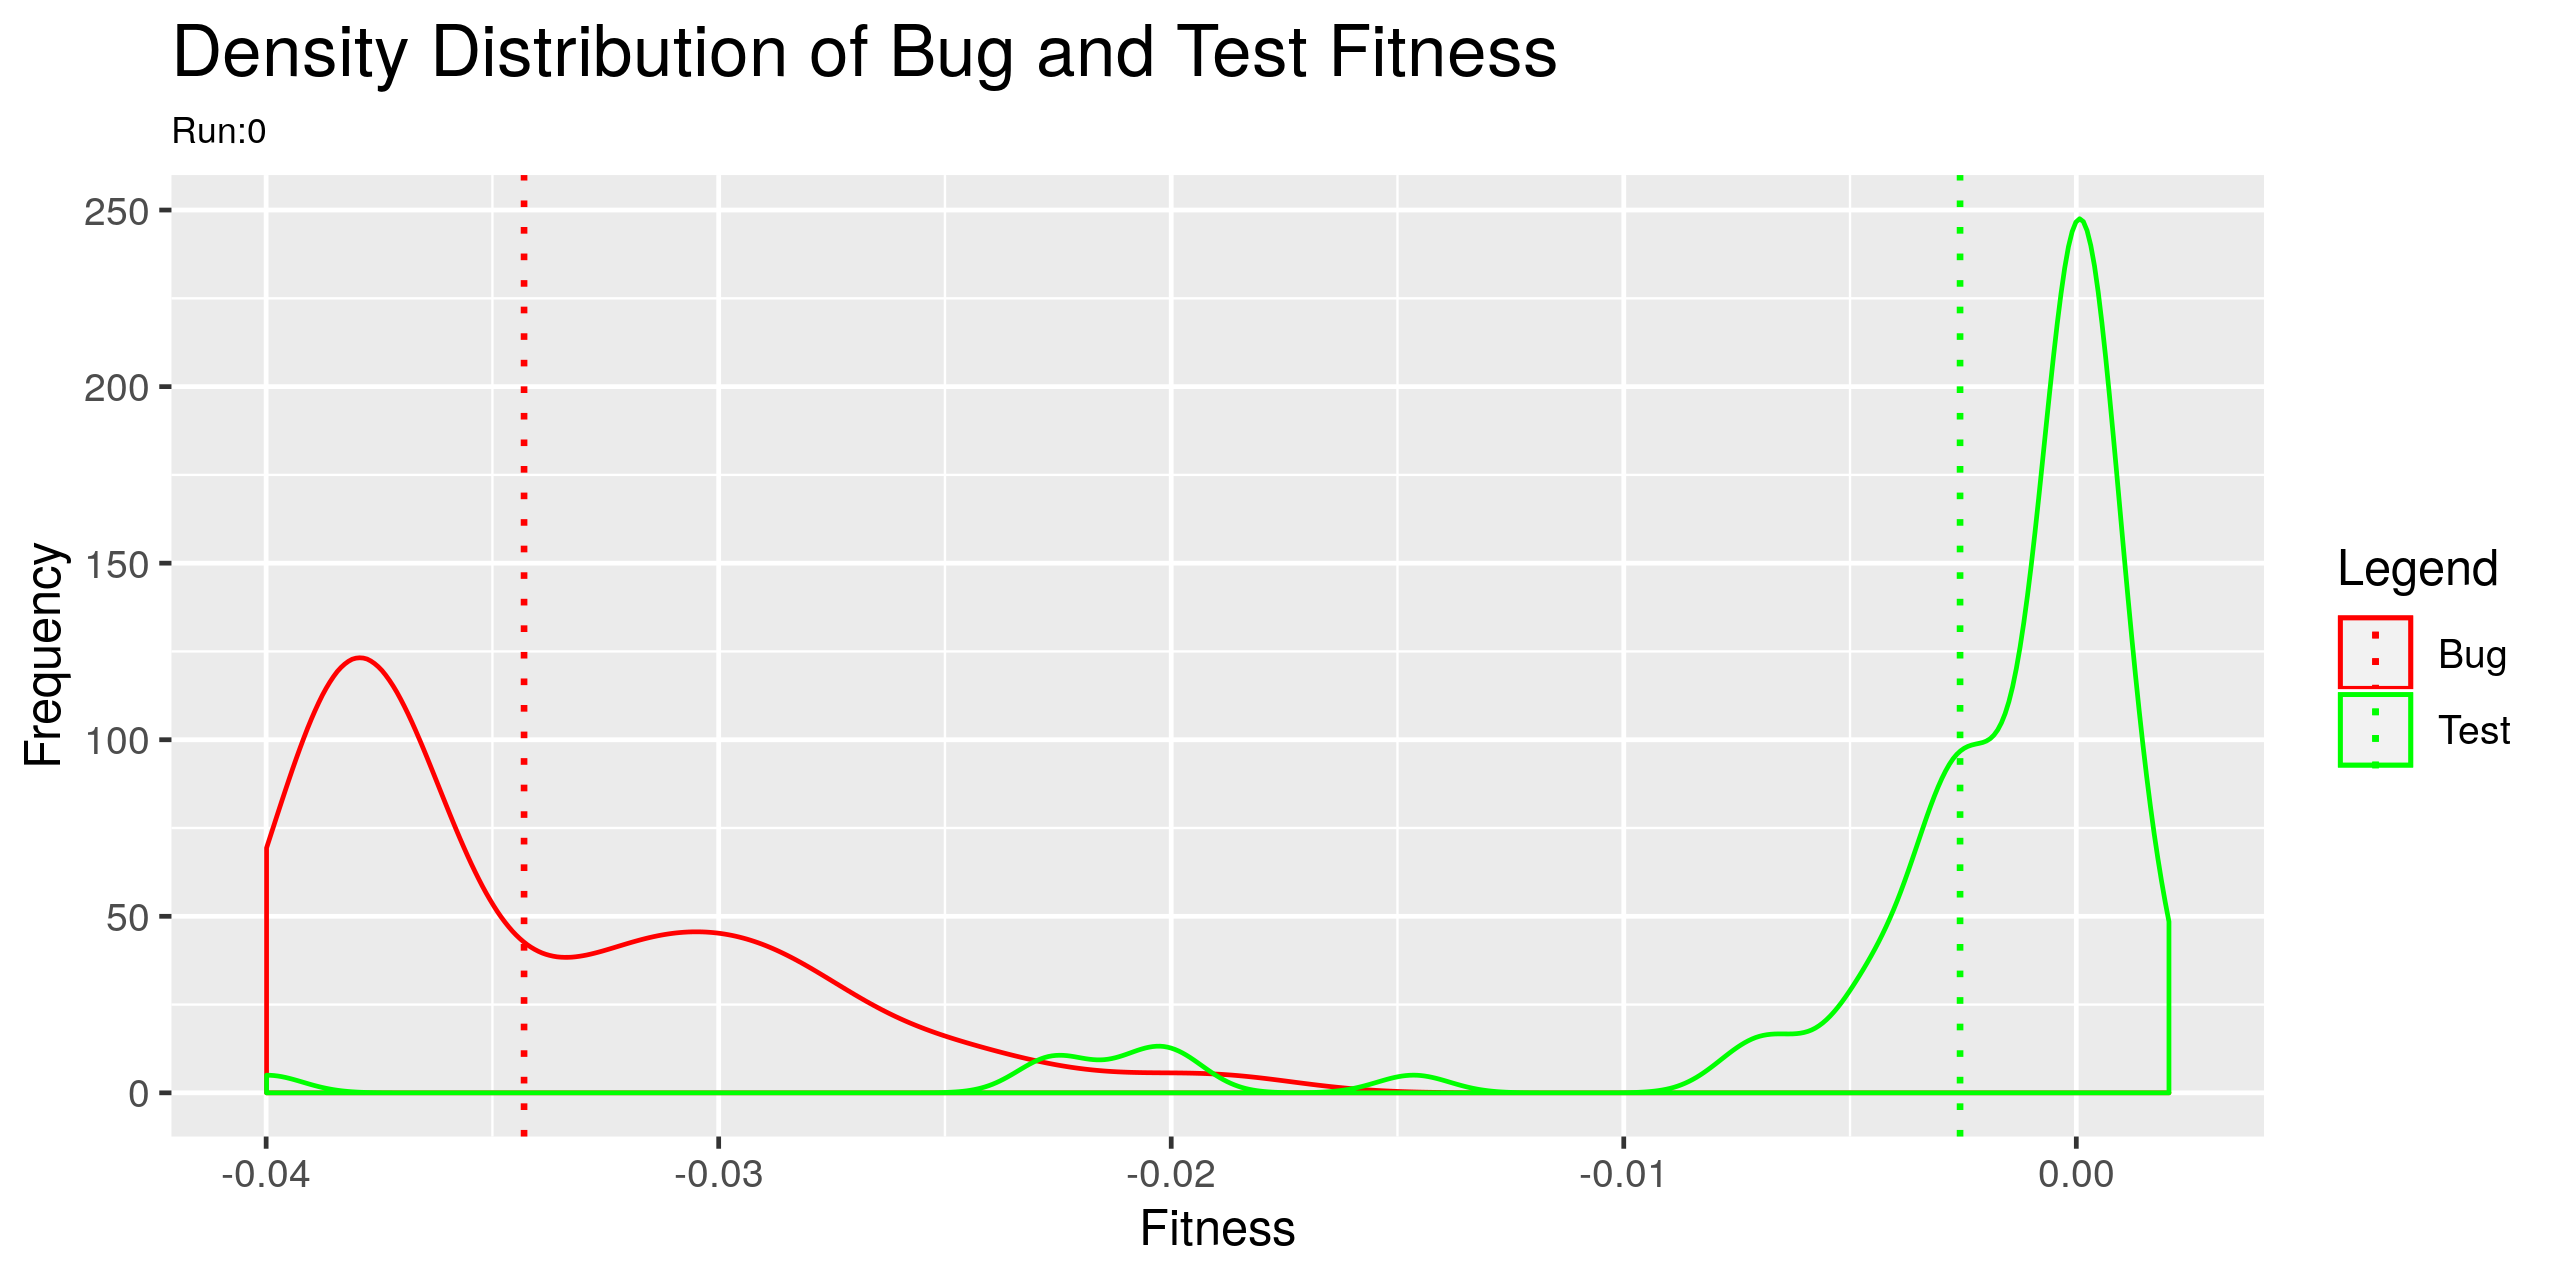 Density Distribution of Bug and Test Fitness
Run:0
250
200
150
100
50
0
Frequency
-0.04
-0.03
-0.02
-0.01
0.00
Fitness
Legend
Bug
Test